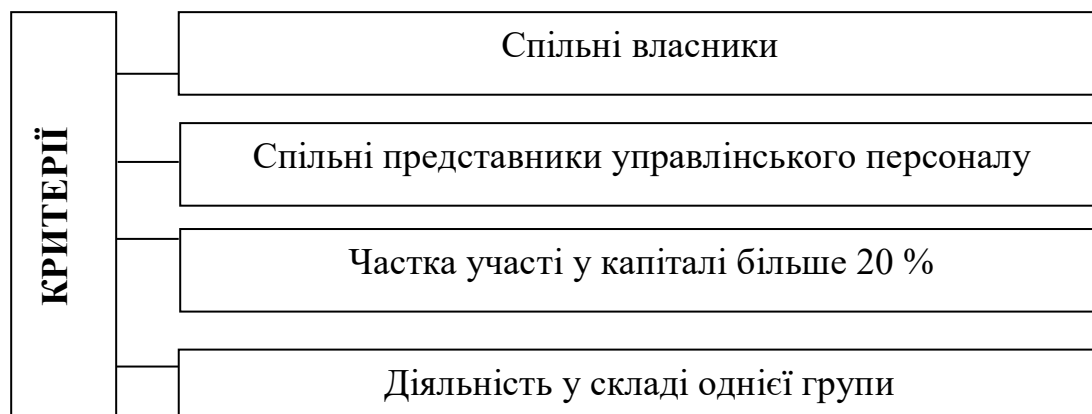 КРИТЕРІЇ
Спільні власники
Спільні представники управлінського персоналу
Частка участі у капіталі більше 20 %
Діяльність у складі однієї групи